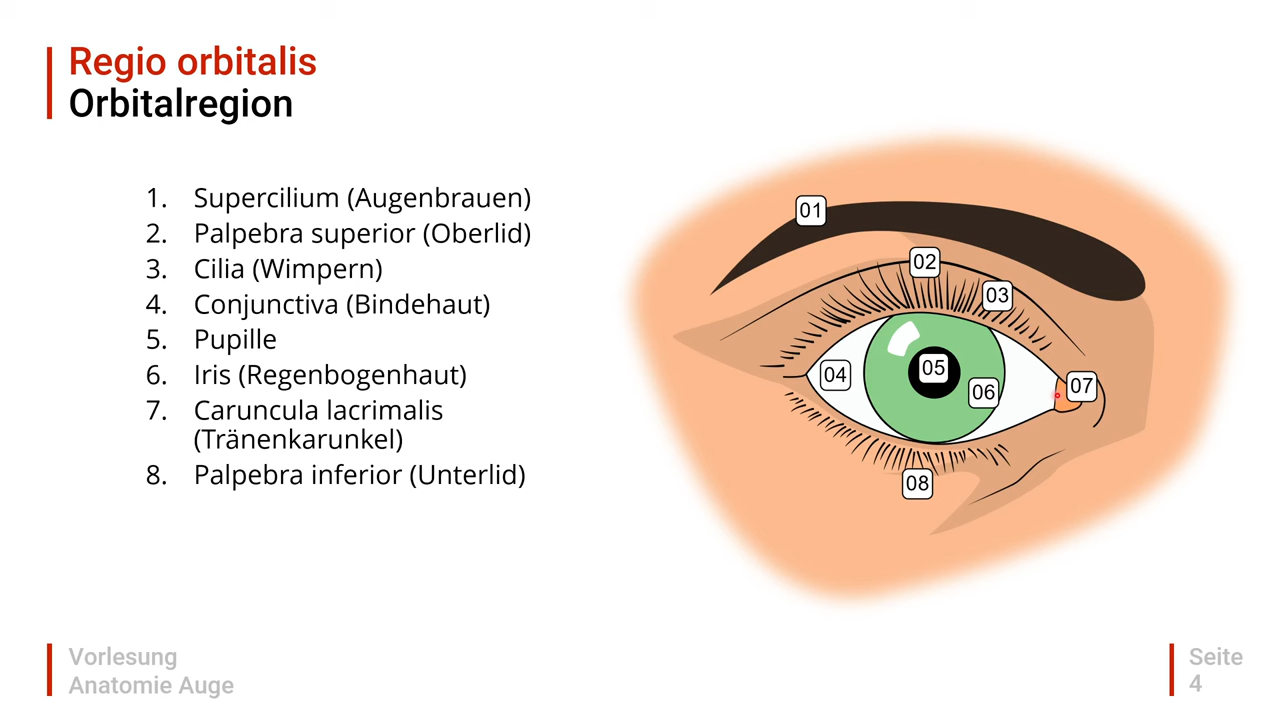 Regio orbitalis
Orbitalregion
1. Supercilium (Augenbrauen)
2. Palpebra superior (Oberlid)
3. Cilia (Wimpern)
4. Conjunctiva (Bindehaut)
5. Pupille
6. Iris (Regenbogenhaut)
7. Caruncula lacrimalis
(Tränenkarunkel)
8. Palpebra inferior (Unterlid)
01
02
03
04
05
06
07
08
Vorlesung
Anatomie Auge
Seite
4